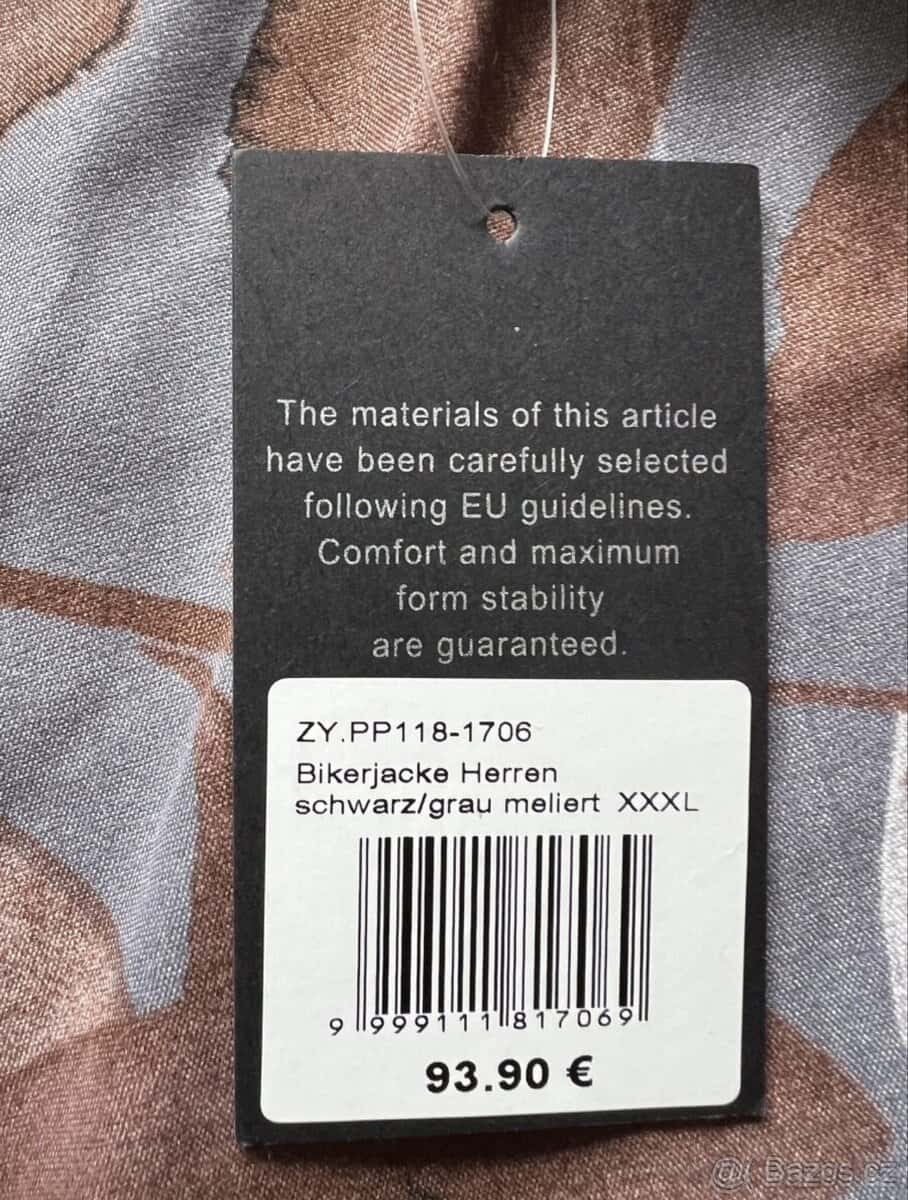 The materials of this article
have been carefully selected
following EU guidelines.
Comfort and maximum
form stability
are guaranteed.
ZY.PP118-1706
Bikerjacke Herren
schwarz/grau meliert XXXL
9 999111 817069
93.90 €
@ Bazos.cz